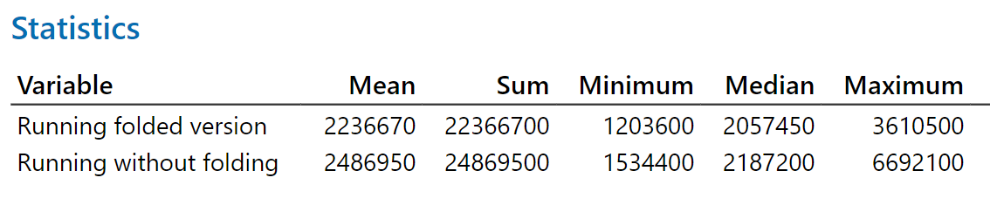 Statistics
Variable Mean Sum Minimum Median Maximum
Running folded version 2236670 22366700 1203600 2057450 3610500
Running without folding 2486950 24869500 1534400 2187200 6692100